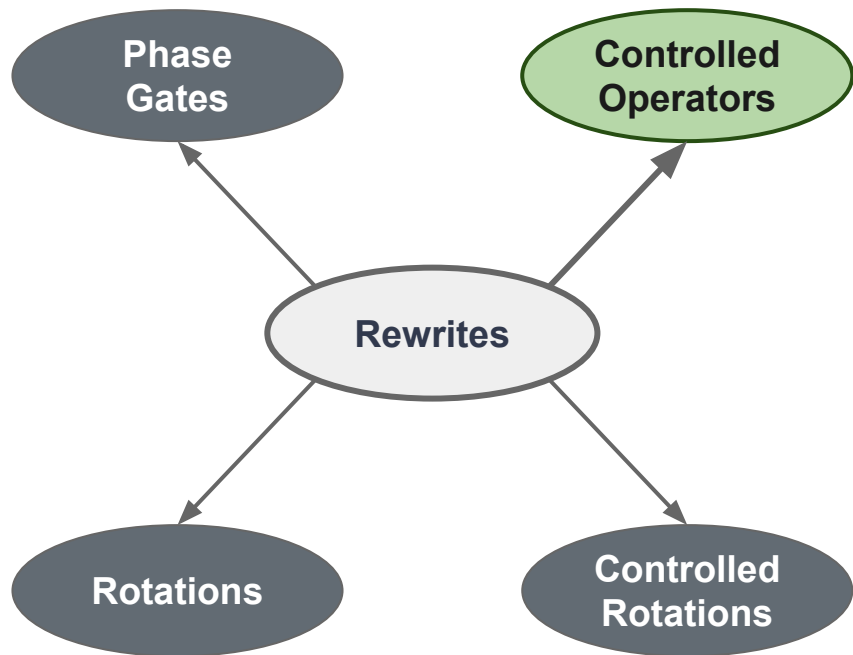 Phase
Gates
Controlled
Operators
Rewrites
Rotations
Controlled
Rotations